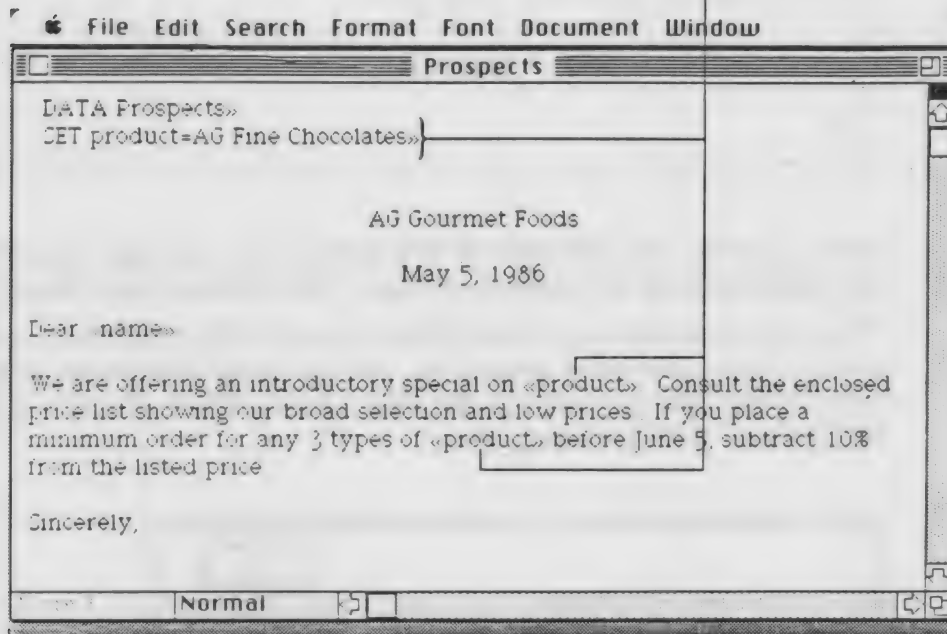 File Edit Search Format Font Document Window
Prospects
DATA Prospects»
SET product=AG Fine Chocolates»
AG Gourmet Foods
May 5, 1986
Dear «name»
We are offering an introductory special on «product». Consult the enclosed
price list showing our broad selection and low prices. If you place a
minimum order for any 3 types of «product» before June 5, subtract 10%
from the listed price
Sincerely,
Normal